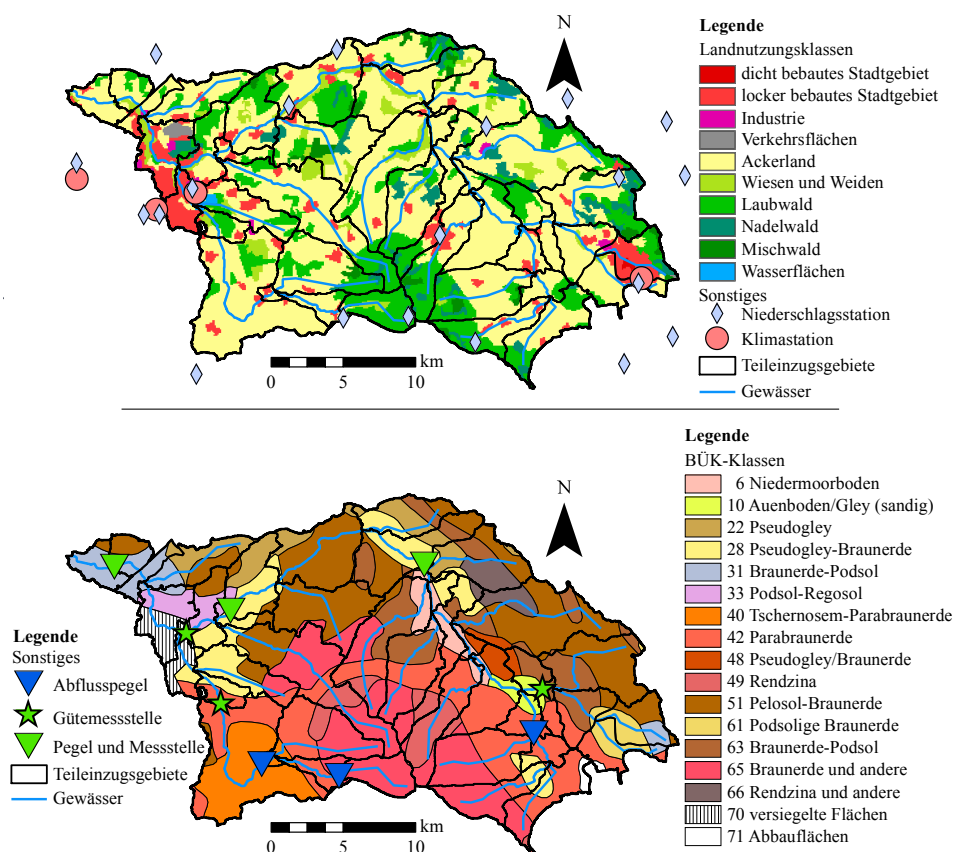 N
Legende
Landnutzungsklassen
dicht bebautes Stadtgebiet
locker bebautes Stadtgebiet
Industrie
Verkehrsflächen
Ackerland
Wiesen und Weiden
Laubwald
Nadelwald
Mischwald
Wasserflächen
Sonstiges
Niederschlagsstation
Klimastation
Teileinzugsgebiete
Gewässer
km
0 5 10
Legende
BÜK-Klassen
6 Niedermoorboden
10 Auenboden/Gley (sandig)
22 Pseudogley
28 Pseudogley-Braunerde
31 Braunerde-Podsol
33 Podsol-Regosol
40 Tschernosem-Parabraunerde
42 Parabraunerde
48 Pseudogley/Braunerde
49 Rendzina
51 Pelosol-Braunerde
61 Podsolige Braunerde
63 Braunerde-Podsol
65 Braunerde und andere
66 Rendzina und andere
70 versiegelte Flächen
71 Abbauflächen
N
Legende
Sonstiges
Abflusspegel
Gütemessstelle
Pegel und Messstelle
Teileinzugsgebiete
Gewässer
km
0 5 10